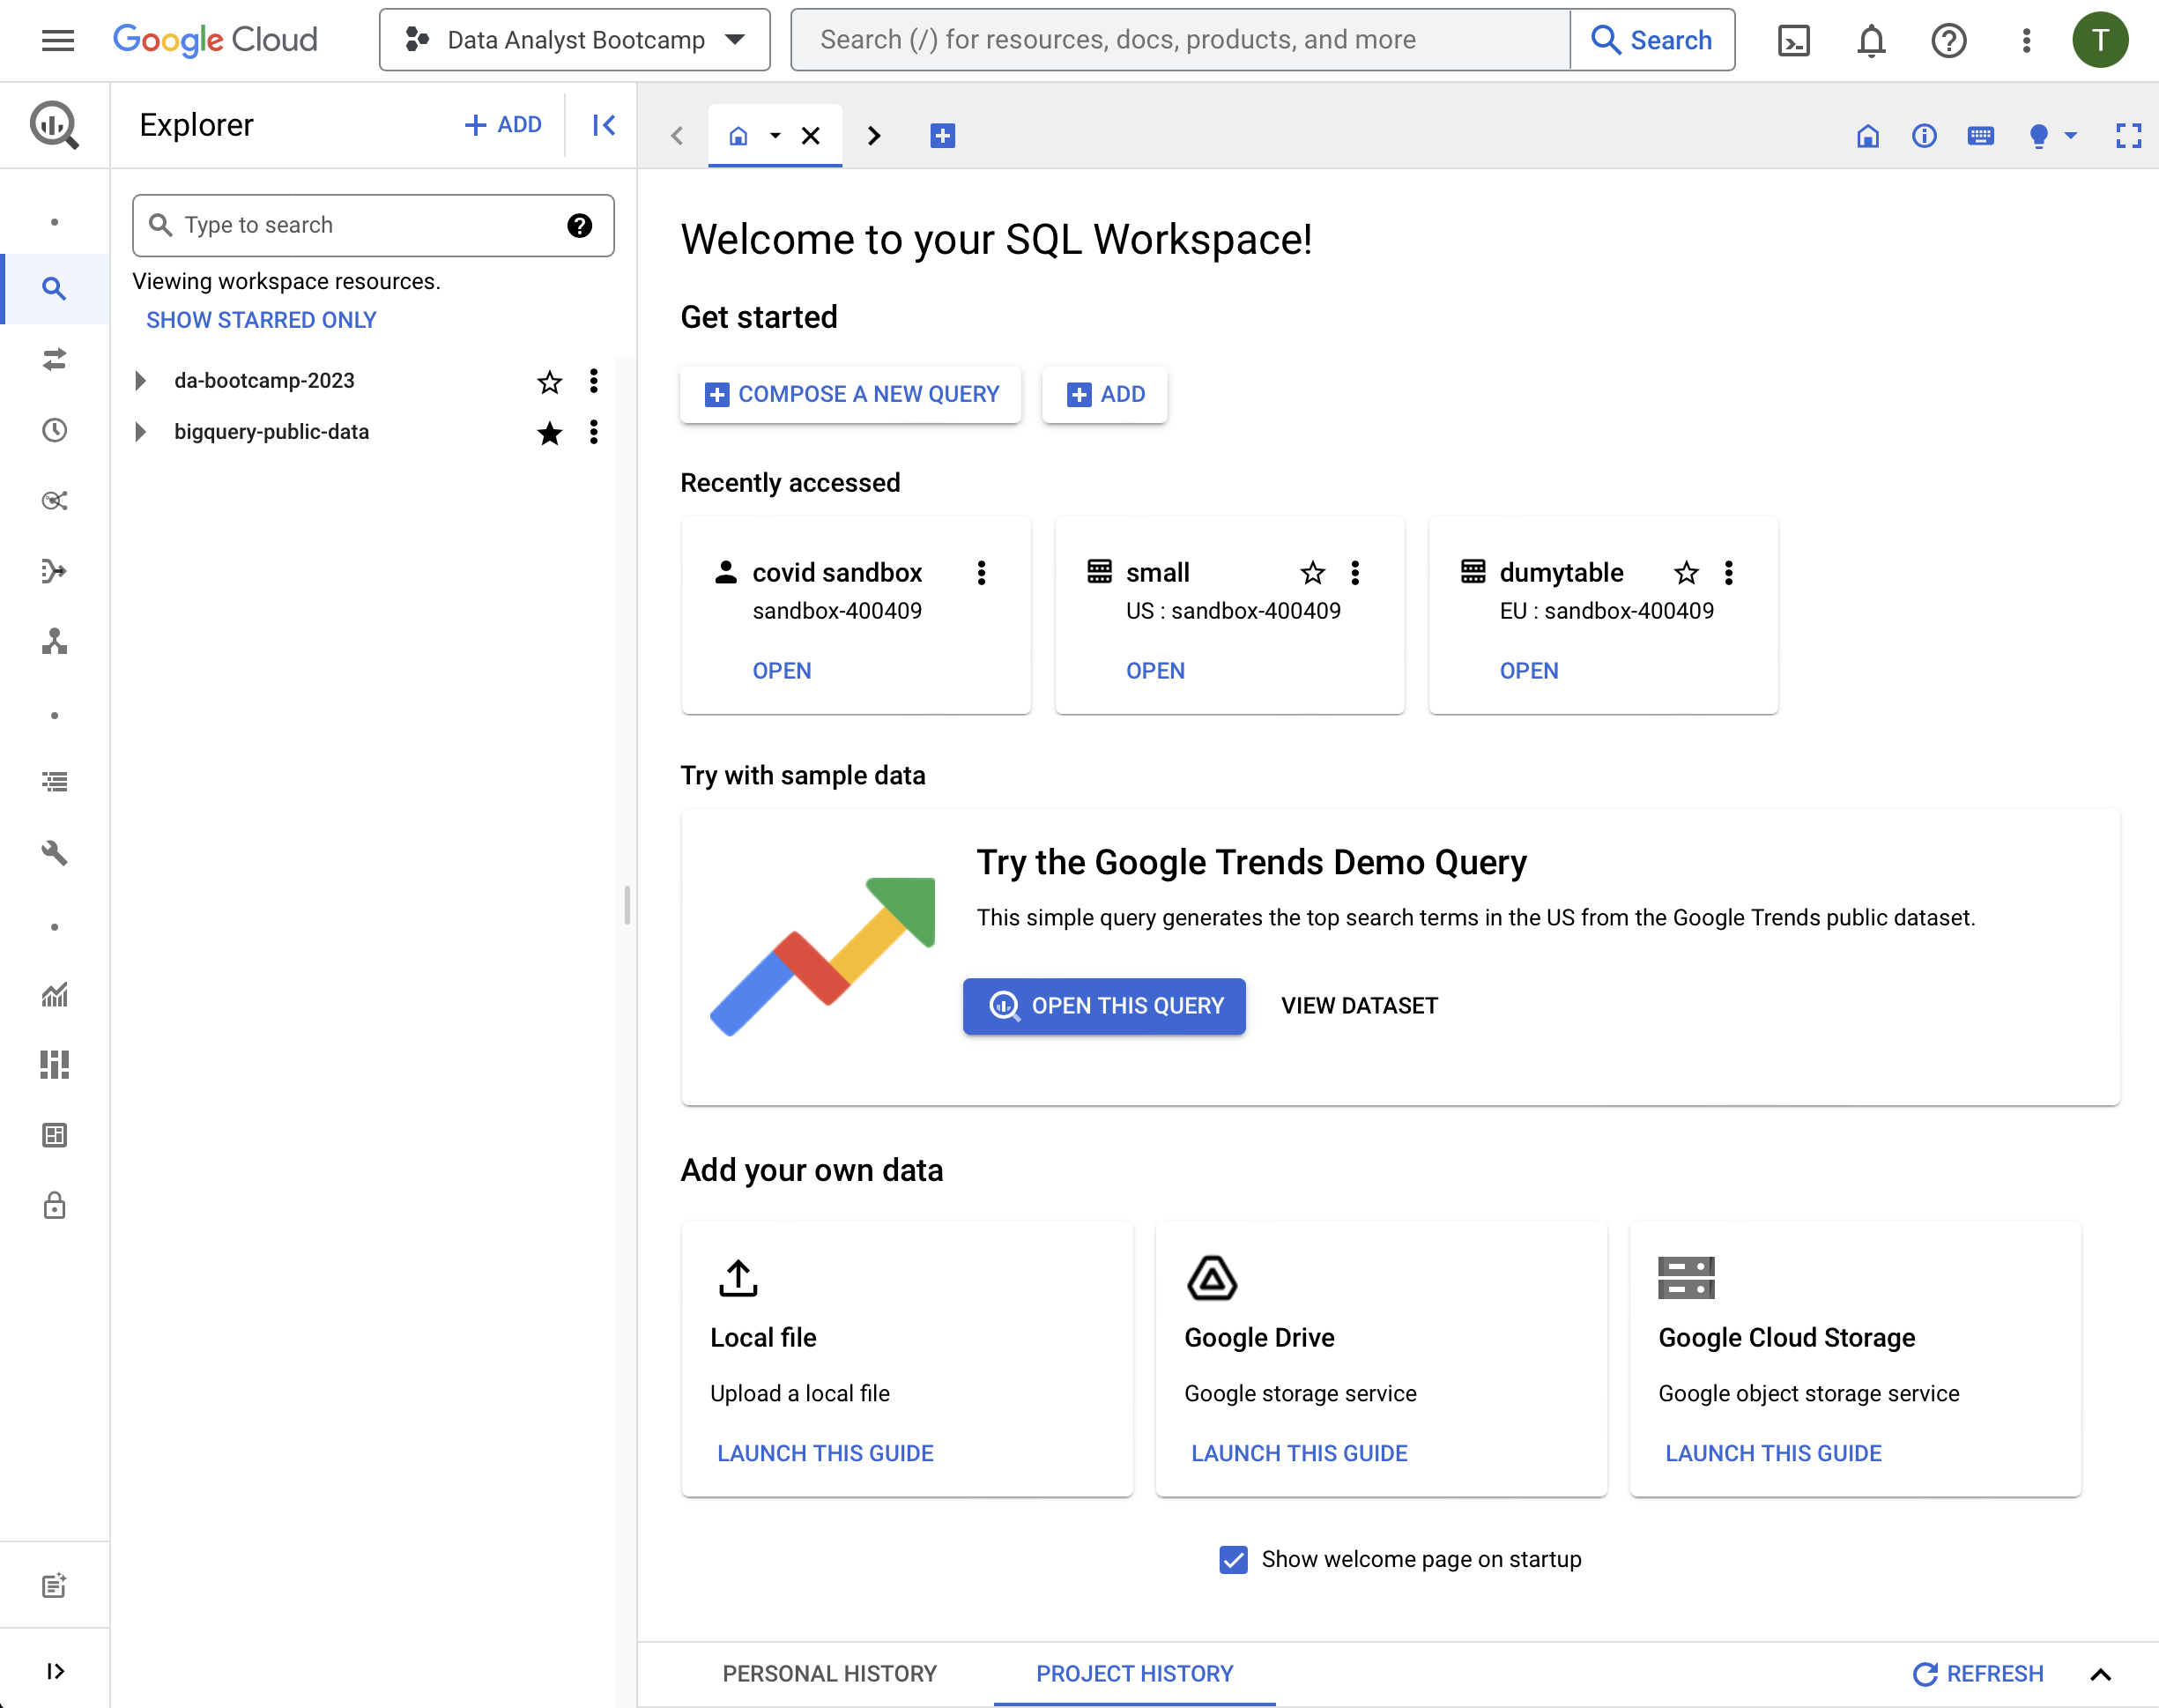 Google Cloud
Data Analyst Bootcamp
Search (/) for resources, docs, products, and more
Search
T
Explorer
ADD
Type to search
Viewing workspace resources.
SHOW STARRED ONLY
da-bootcamp-2023
bigquery-public-data
Welcome to your SQL Workspace!
Get started
COMPOSE A NEW QUERY
ADD
Recently accessed
covid sandbox
sandbox-400409
OPEN
small
US : sandbox-400409
OPEN
dumytable
EU : sandbox-400409
OPEN
Try with sample data
Try the Google Trends Demo Query
This simple query generates the top search terms in the US from the Google Trends public dataset.
OPEN THIS QUERY
VIEW DATASET
Add your own data
Local file
Upload a local file
LAUNCH THIS GUIDE
Google Drive
Google storage service
LAUNCH THIS GUIDE
Google Cloud Storage
Google object storage service
LAUNCH THIS GUIDE
Show welcome page on startup
PERSONAL HISTORY
PROJECT HISTORY
REFRESH